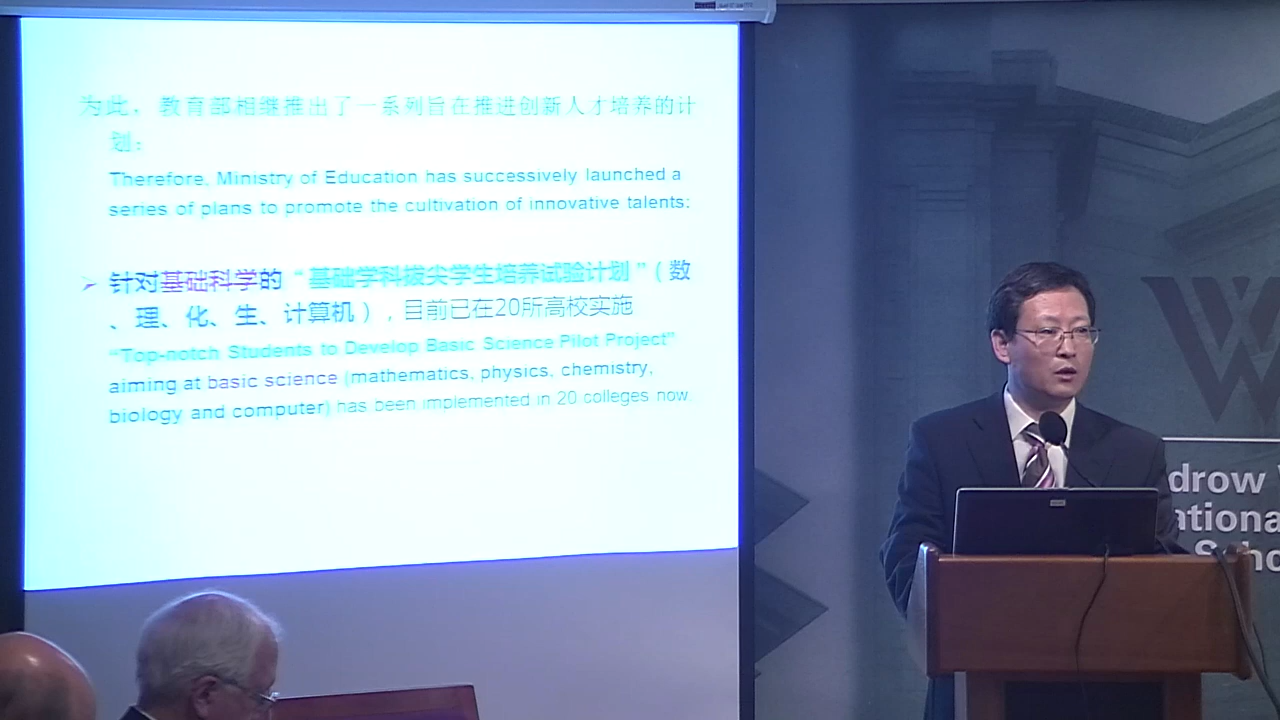 为此，教育部相继推出了一系列旨在推进创新人才培养的计
划：
Therefore, Ministry of Education has successively launched a
series of plans to promote the cultivation of innovative talents:
➢ 针对基础科学的“基础学科拔尖学生培养试验计划”（数
、理、化、生、计算机），目前已在20所高校实施
“Top-notch Students to Develop Basic Science Pilot Project”
aiming at basic science (mathematics, physics, chemistry,
biology and computer) has been implemented in 20 colleges now.
W
drow
ationa
Scho